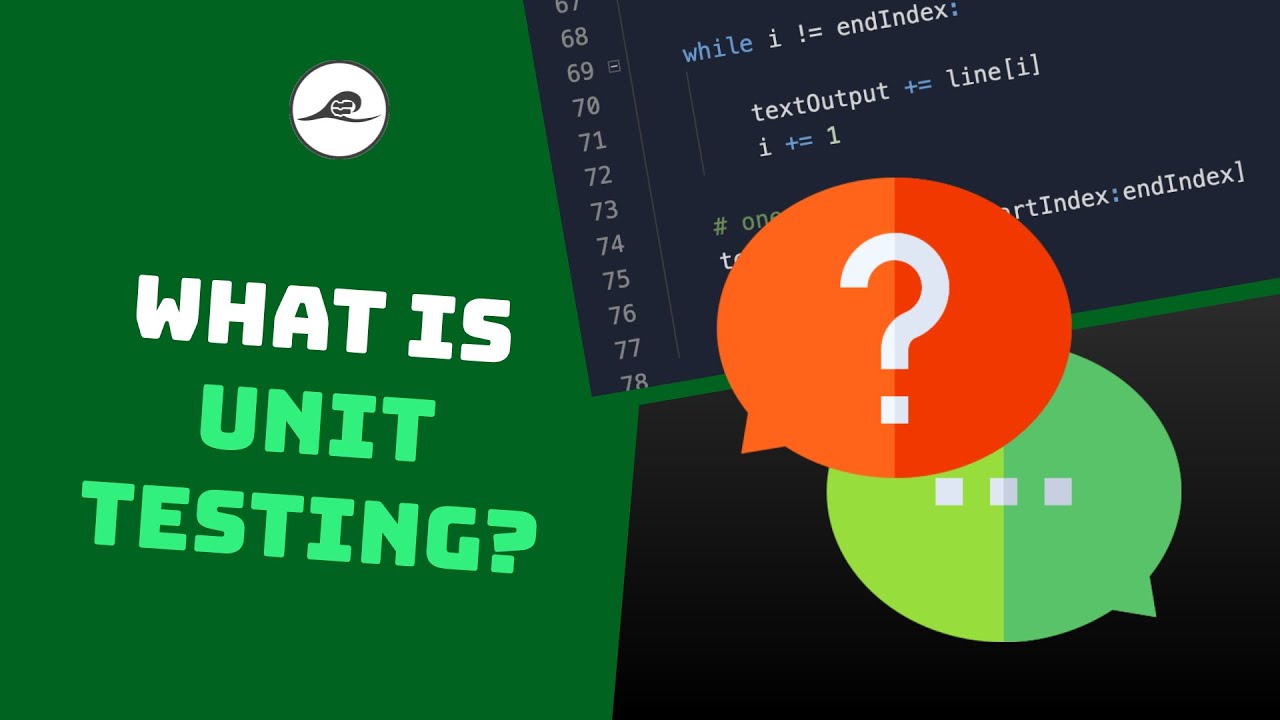 WHAT IS
UNIT
TESTING?
67
68
69
70
71
72
73
74
75
76
77
78
while i != endIndex:
textOutput += line[i]
i += 1
# one
artIndex:endIndex]
?
...